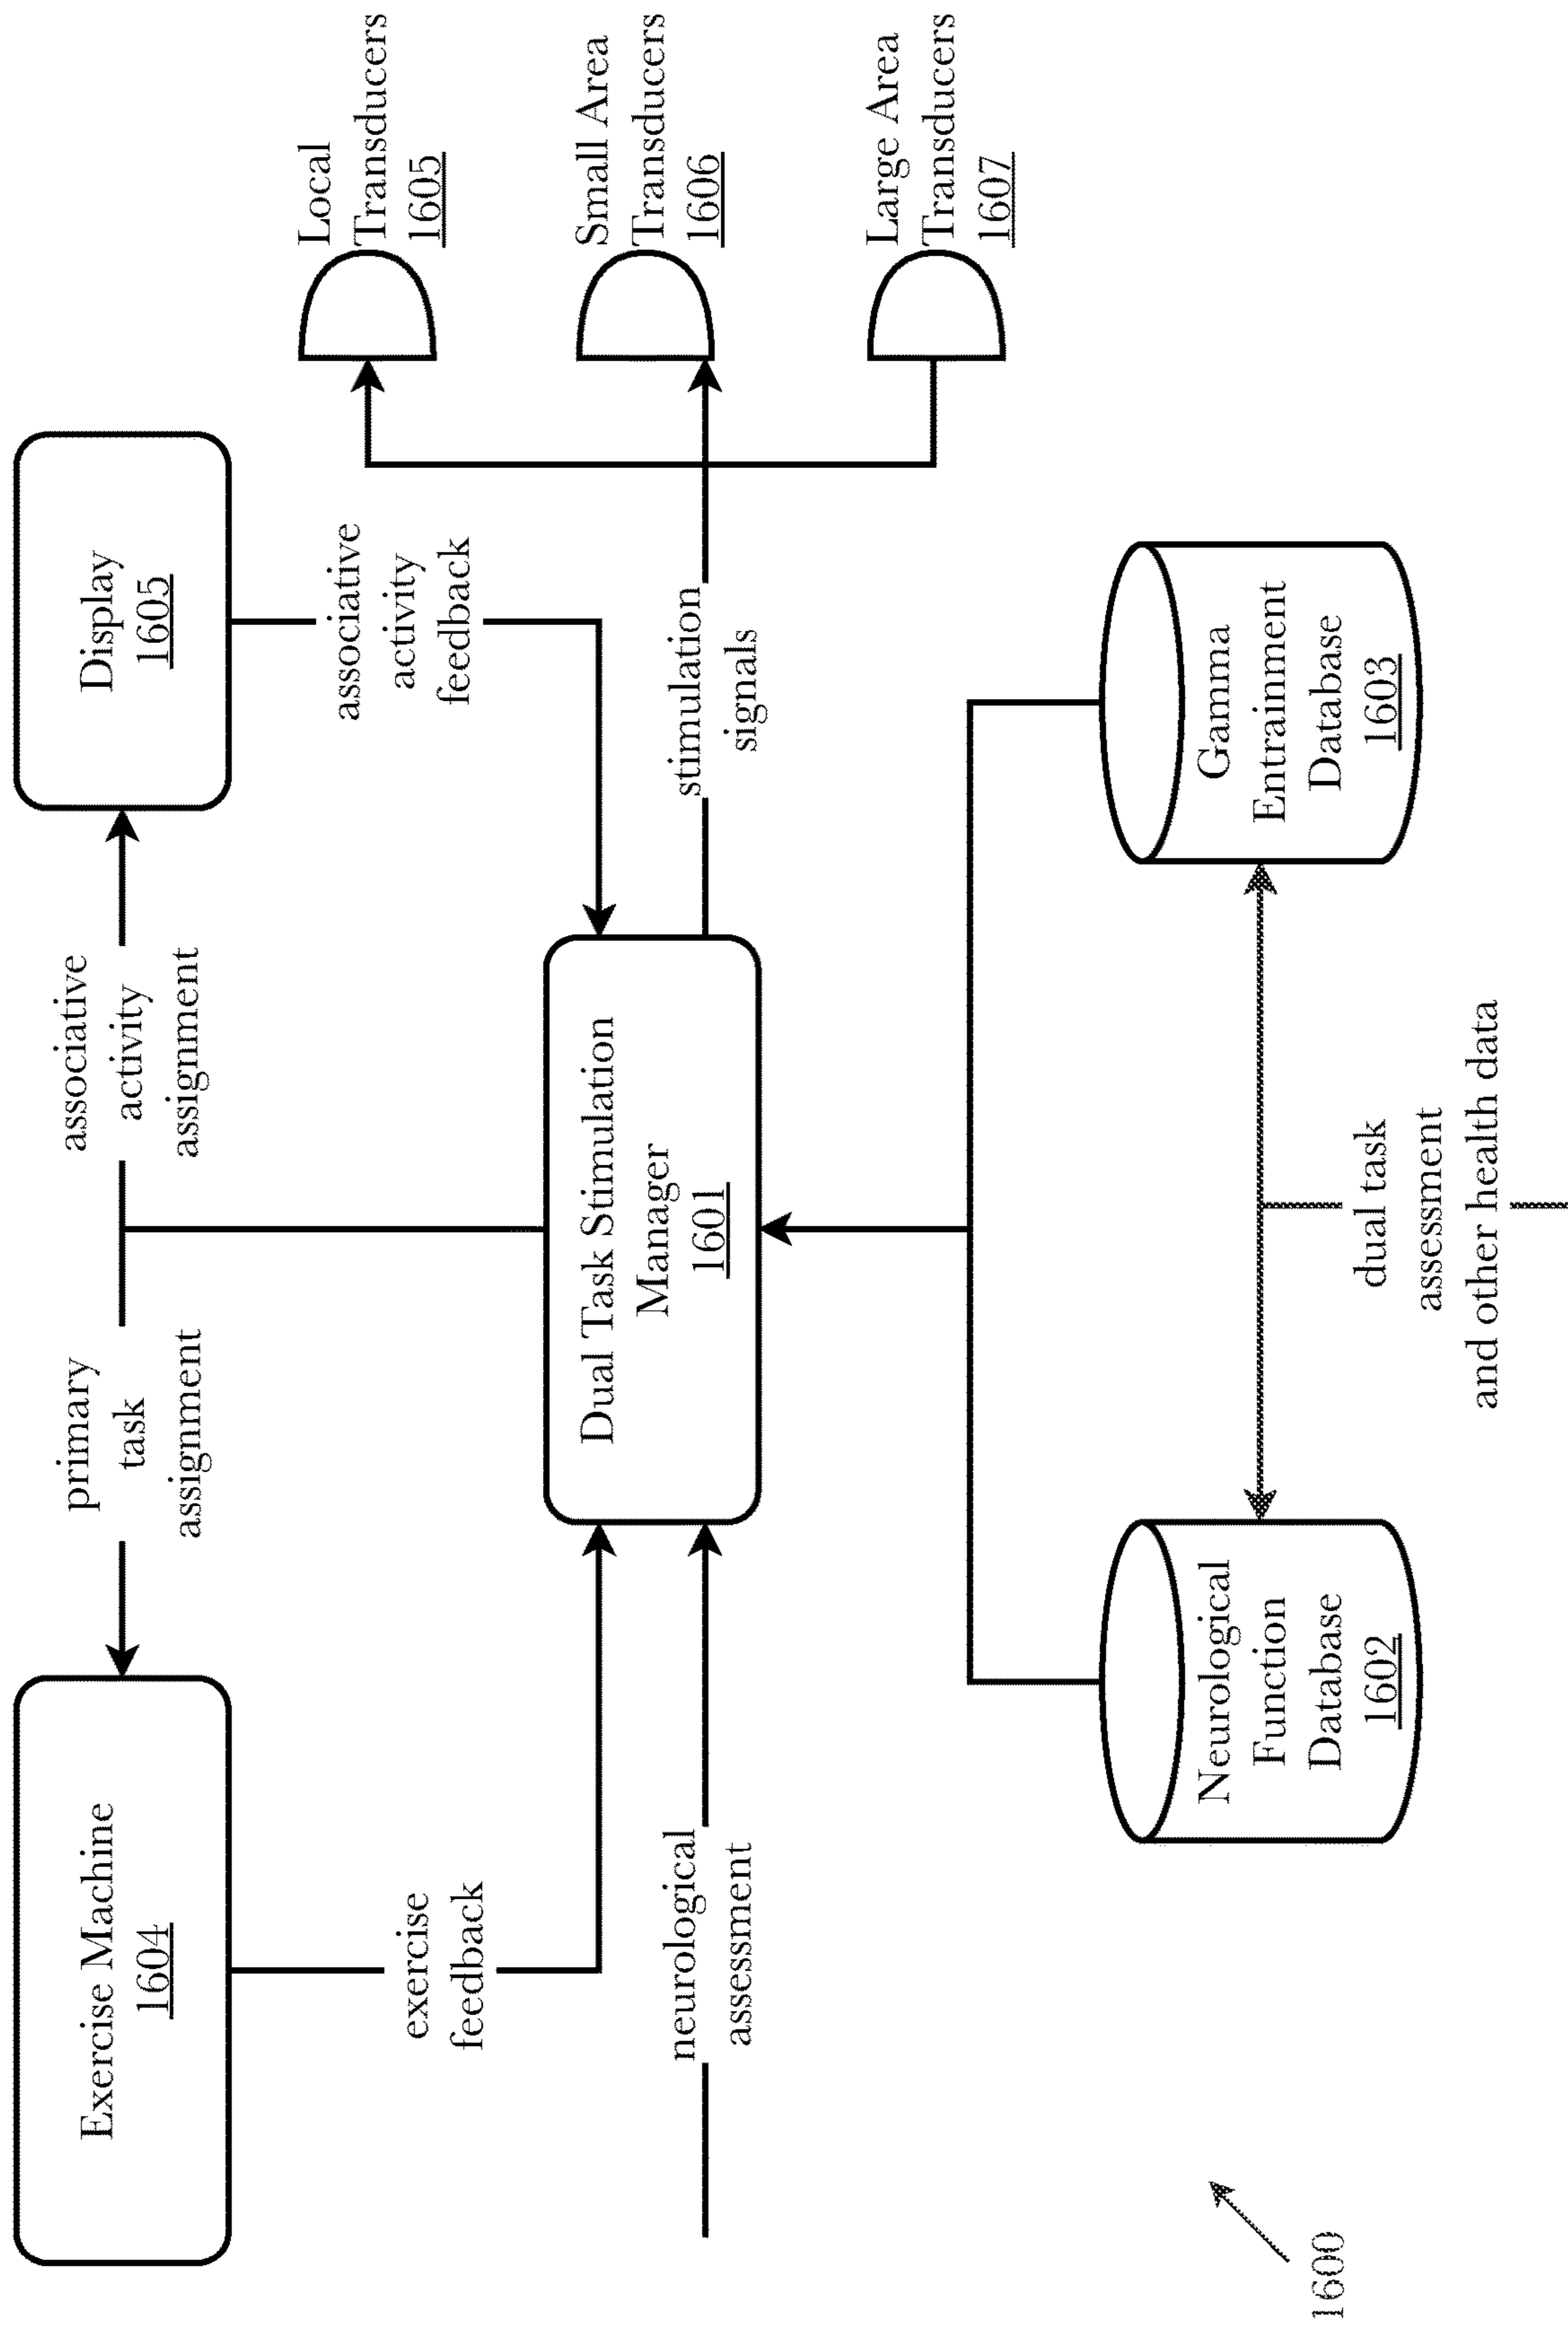 Exercise Machine
1604
primary
task
assignment
associative
activity
assignment
Display
1605
exercise
feedback
associative
activity
feedback
Local
Transducers
1605
neurological
assessment
Dual Task Stimulation
Manager
1601
stimulation
signals
Small Area
Transducers
1606
Large Area
Transducers
1607
Neurological
Function
Database
1602
Gamma
Entrainment
Database
1603
dual task
assessment
and other health data
1600